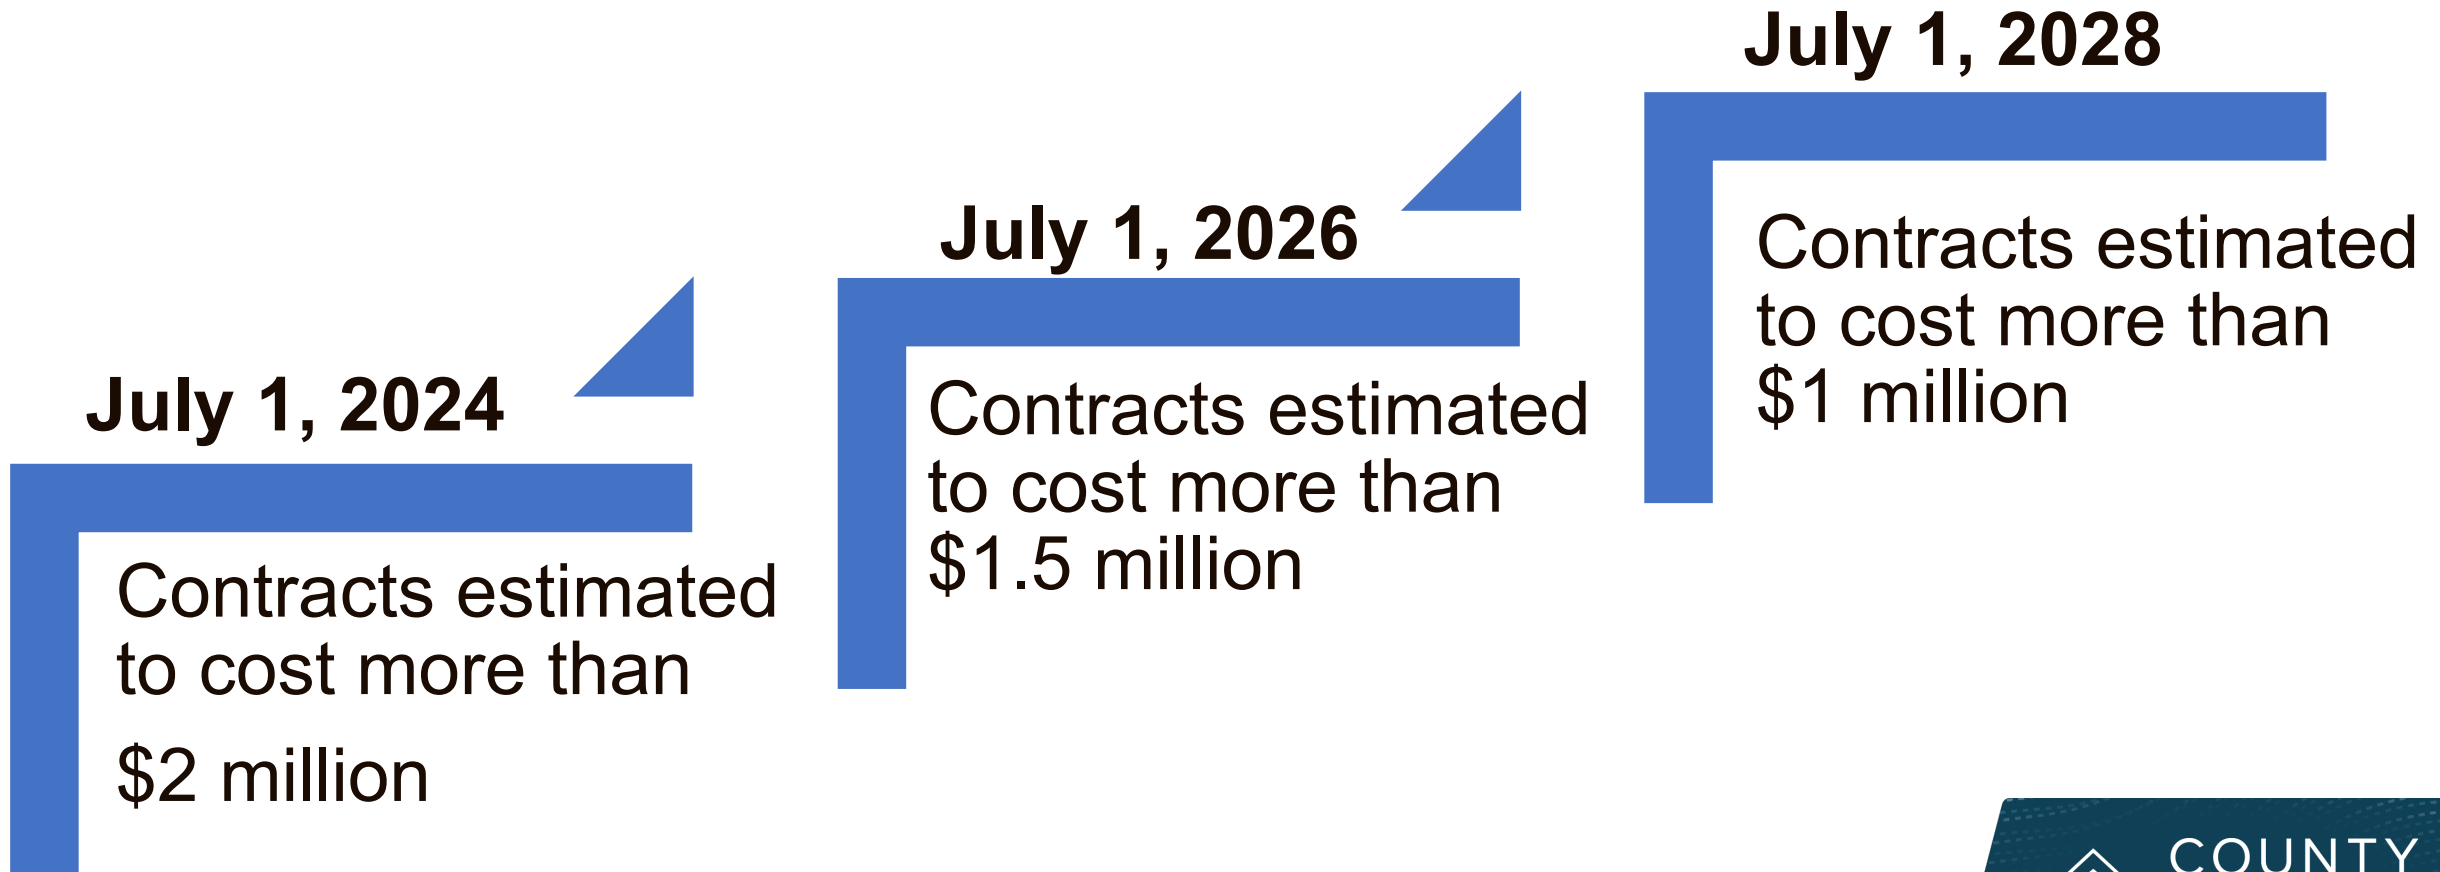 July 1, 2024
Contracts estimated
to cost more than
$2 million
July 1, 2026
Contracts estimated
to cost more than
$1.5 million
July 1, 2028
Contracts estimated
to cost more than
$1 million
COUNTY